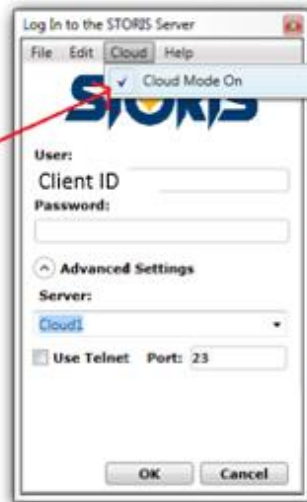 Log In to the STORIS Server
File Edit Cloud Help
✓ Cloud Mode On
STORIS
User:
Client ID
Password:
Advanced Settings
Server:
Cloud1
Use Telnet Port: 23
OK Cancel